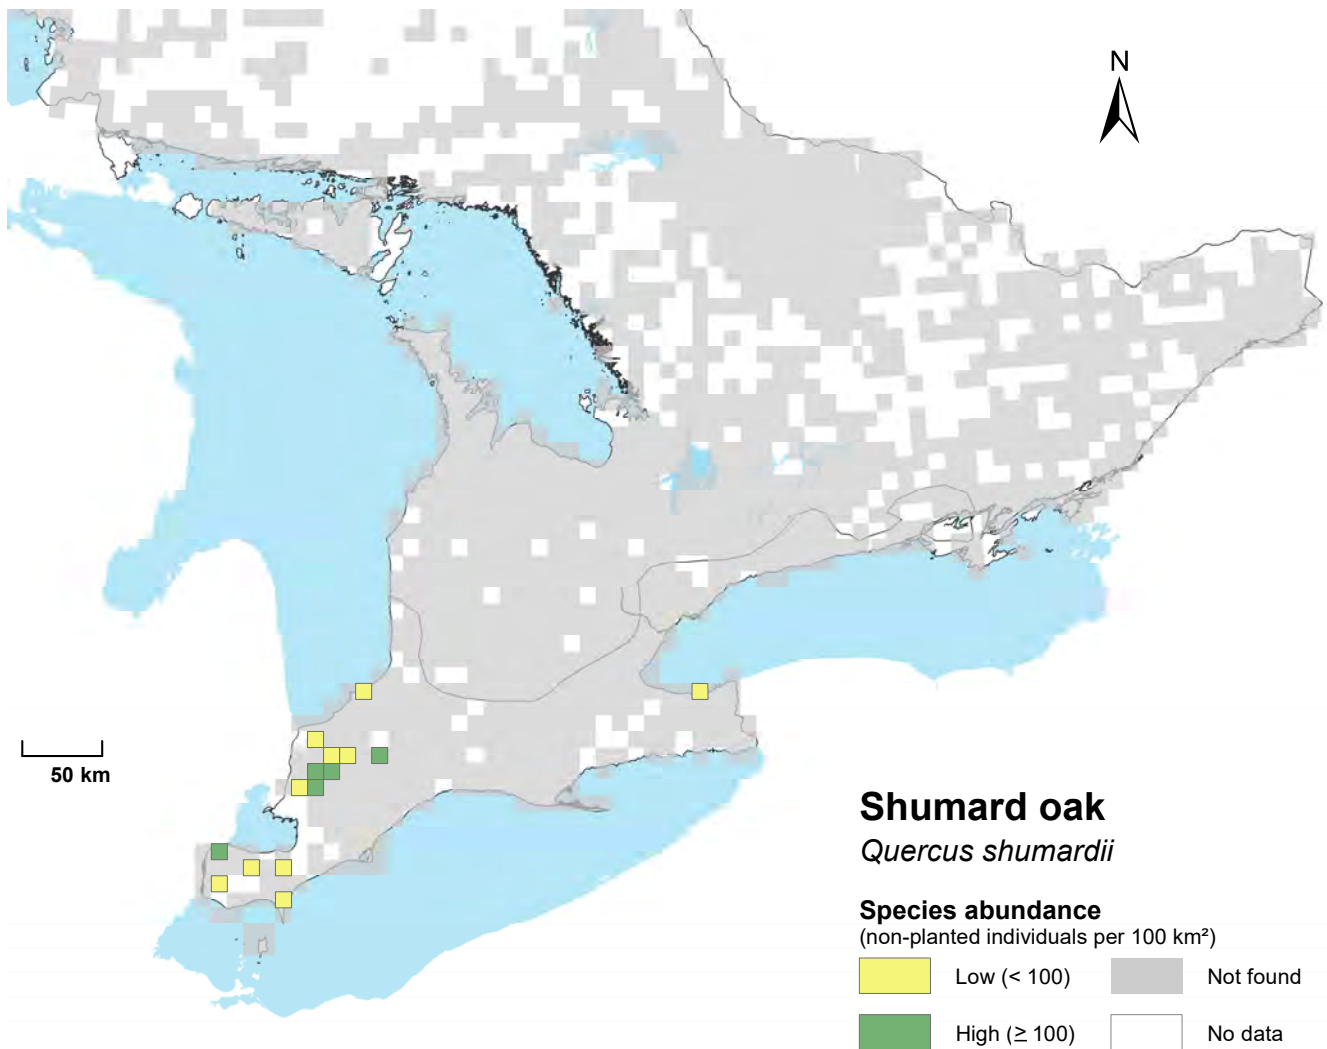 N
50 km
Shumard oak
Quercus shumardii
Species abundance
(non-planted individuals per 100 km²)
Low (< 100)
Not found
High (≥ 100)
No data